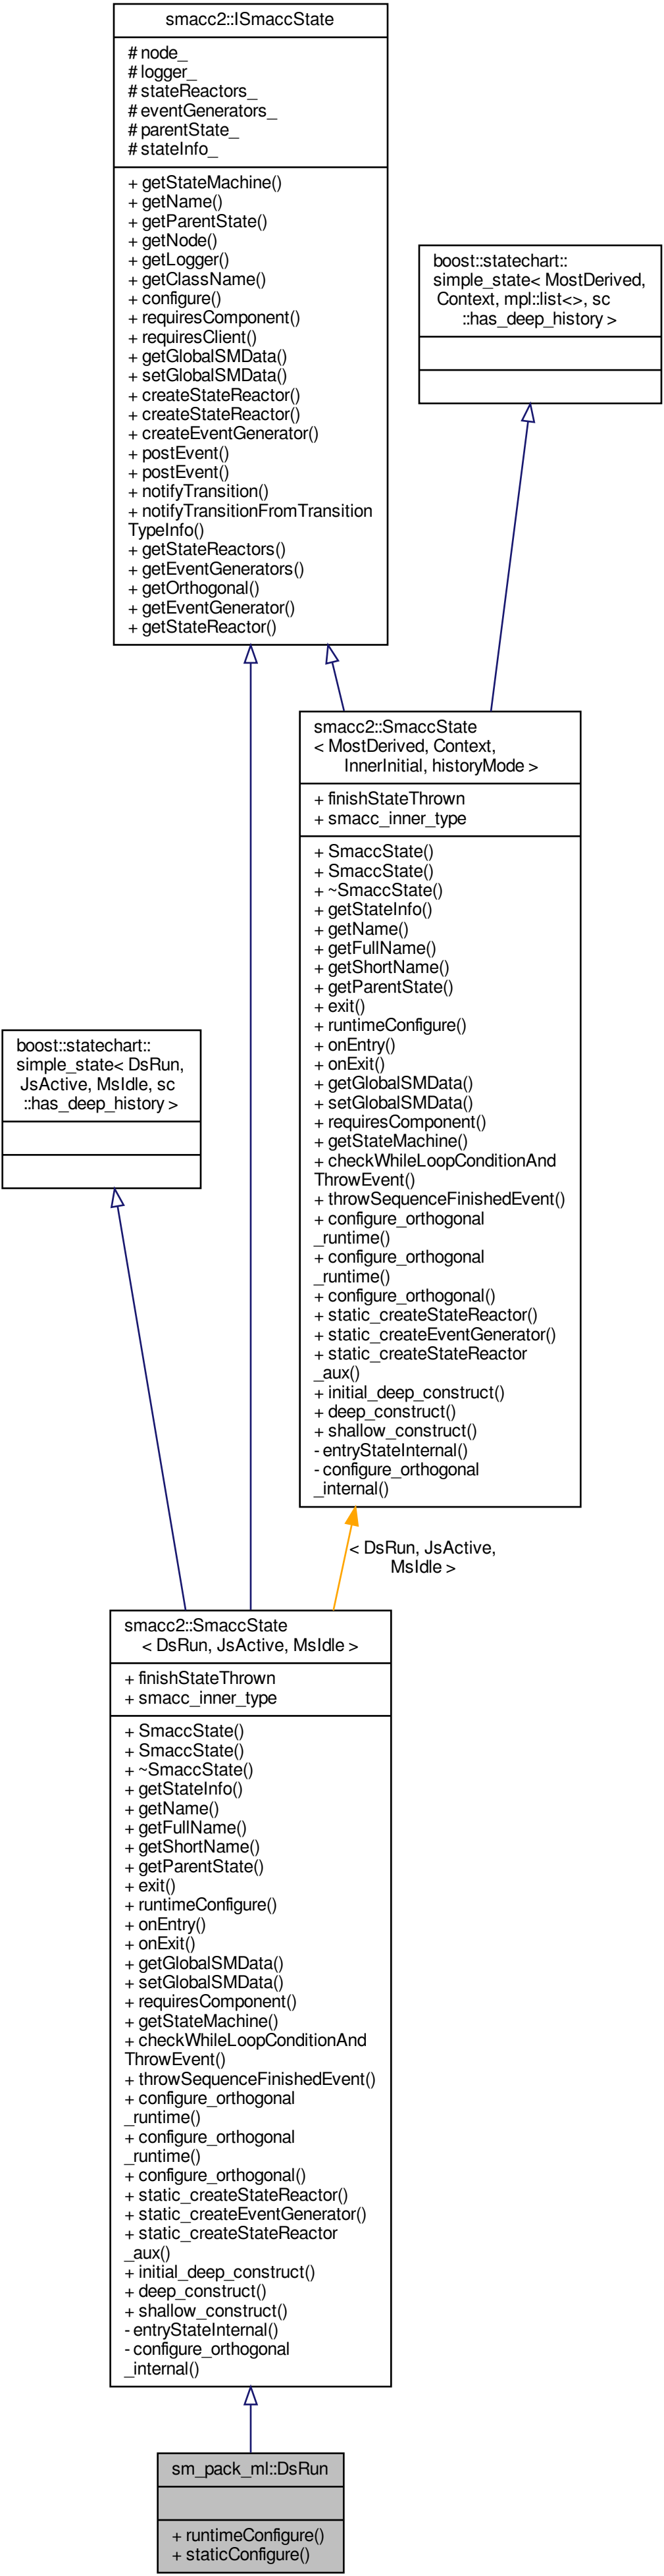 smacc2::ISmaccState
# node_
# logger_
# stateReactors_
# eventGenerators_
# parentState_
# stateInfo_
+ getStateMachine()
+ getName()
+ getParentState()
+ getNode()
+ getLogger()
+ getClassName()
+ configure()
+ requiresComponent()
+ requiresClient()
+ getGlobalSMData()
+ setGlobalSMData()
+ createStateReactor()
+ createStateReactor()
+ createEventGenerator()
+ postEvent()
+ postEvent()
+ notifyTransition()
+ notifyTransitionFromTransition
TypeInfo()
+ getStateReactors()
+ getEventGenerators()
+ getOrthogonal()
+ getEventGenerator()
+ getStateReactor()
boost::statechart::
simple_state< MostDerived,
Context, mpl::list<>, sc
::has_deep_history >
smacc2::SmaccState
< MostDerived, Context,
InnerInitial, historyMode >
+ finishStateThrown
+ smacc_inner_type
+ SmaccState()
+ SmaccState()
+ ~SmaccState()
+ getStateInfo()
+ getName()
+ getFullName()
+ getShortName()
+ getParentState()
+ exit()
+ runtimeConfigure()
+ onEntry()
+ onExit()
+ getGlobalSMData()
+ setGlobalSMData()
+ requiresComponent()
+ getStateMachine()
+ checkWhileLoopConditionAnd
ThrowEvent()
+ throwSequenceFinishedEvent()
+ configure_orthogonal
_runtime()
+ configure_orthogonal
_runtime()
+ configure_orthogonal()
+ static_createStateReactor()
+ static_createEventGenerator()
+ static_createStateReactor
_aux()
+ initial_deep_construct()
+ deep_construct()
+ shallow_construct()
- entryStateInternal()
- configure_orthogonal
_internal()
boost::statechart::
simple_state< DsRun,
JsActive, MsIdle, sc
::has_deep_history >
< DsRun, JsActive,
MsIdle >
smacc2::SmaccState
< DsRun, JsActive, MsIdle >
+ finishStateThrown
+ smacc_inner_type
+ SmaccState()
+ SmaccState()
+ ~SmaccState()
+ getStateInfo()
+ getName()
+ getFullName()
+ getShortName()
+ getParentState()
+ exit()
+ runtimeConfigure()
+ onEntry()
+ onExit()
+ getGlobalSMData()
+ setGlobalSMData()
+ requiresComponent()
+ getStateMachine()
+ checkWhileLoopConditionAnd
ThrowEvent()
+ throwSequenceFinishedEvent()
+ configure_orthogonal
_runtime()
+ configure_orthogonal
_runtime()
+ configure_orthogonal()
+ static_createStateReactor()
+ static_createEventGenerator()
+ static_createStateReactor
_aux()
+ initial_deep_construct()
+ deep_construct()
+ shallow_construct()
- entryStateInternal()
- configure_orthogonal
_internal()
sm_pack_ml::DsRun
+ runtimeConfigure()
+ staticConfigure()